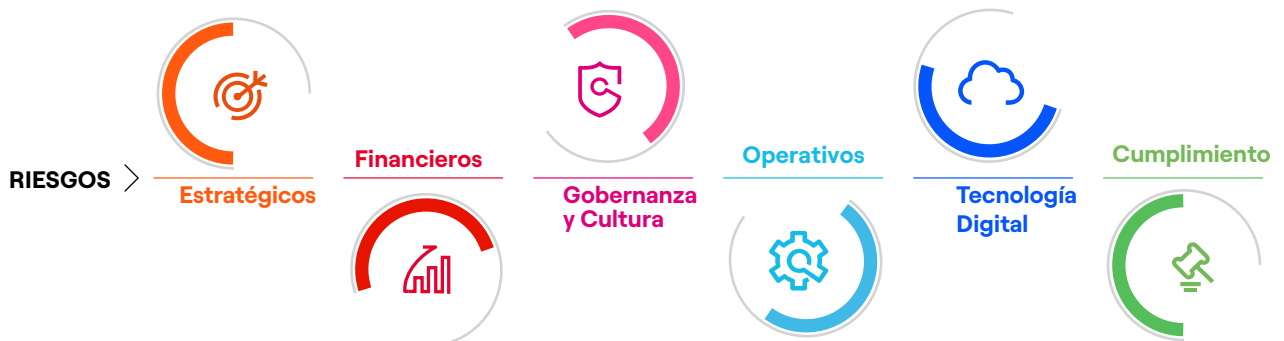 RIESGOS
Estratégicos
Financieros
Gobernanza
y Cultura
Operativos
Tecnología
Digital
Cumplimiento